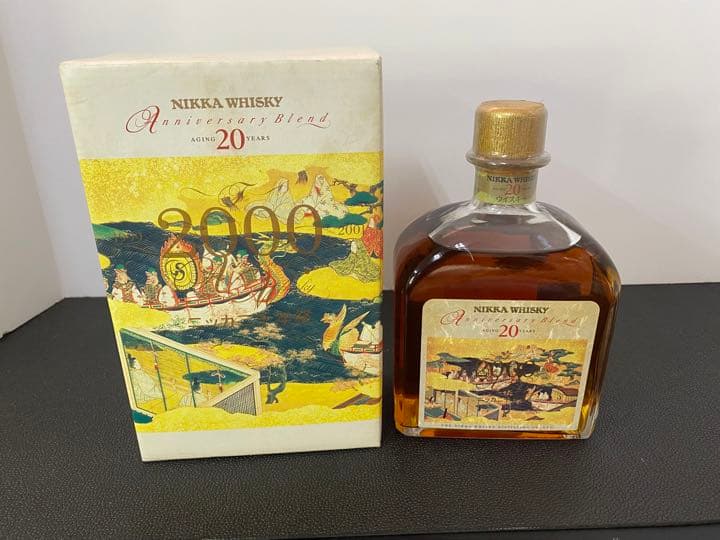 NIKKA WHISKY
Anniversary Blend
AGING 20 YEARS
2000
200
NIKKA WHISKY
20
ウイスキー
NIKKA WHISKY
Anniversary Blend
AGING 20 YEARS